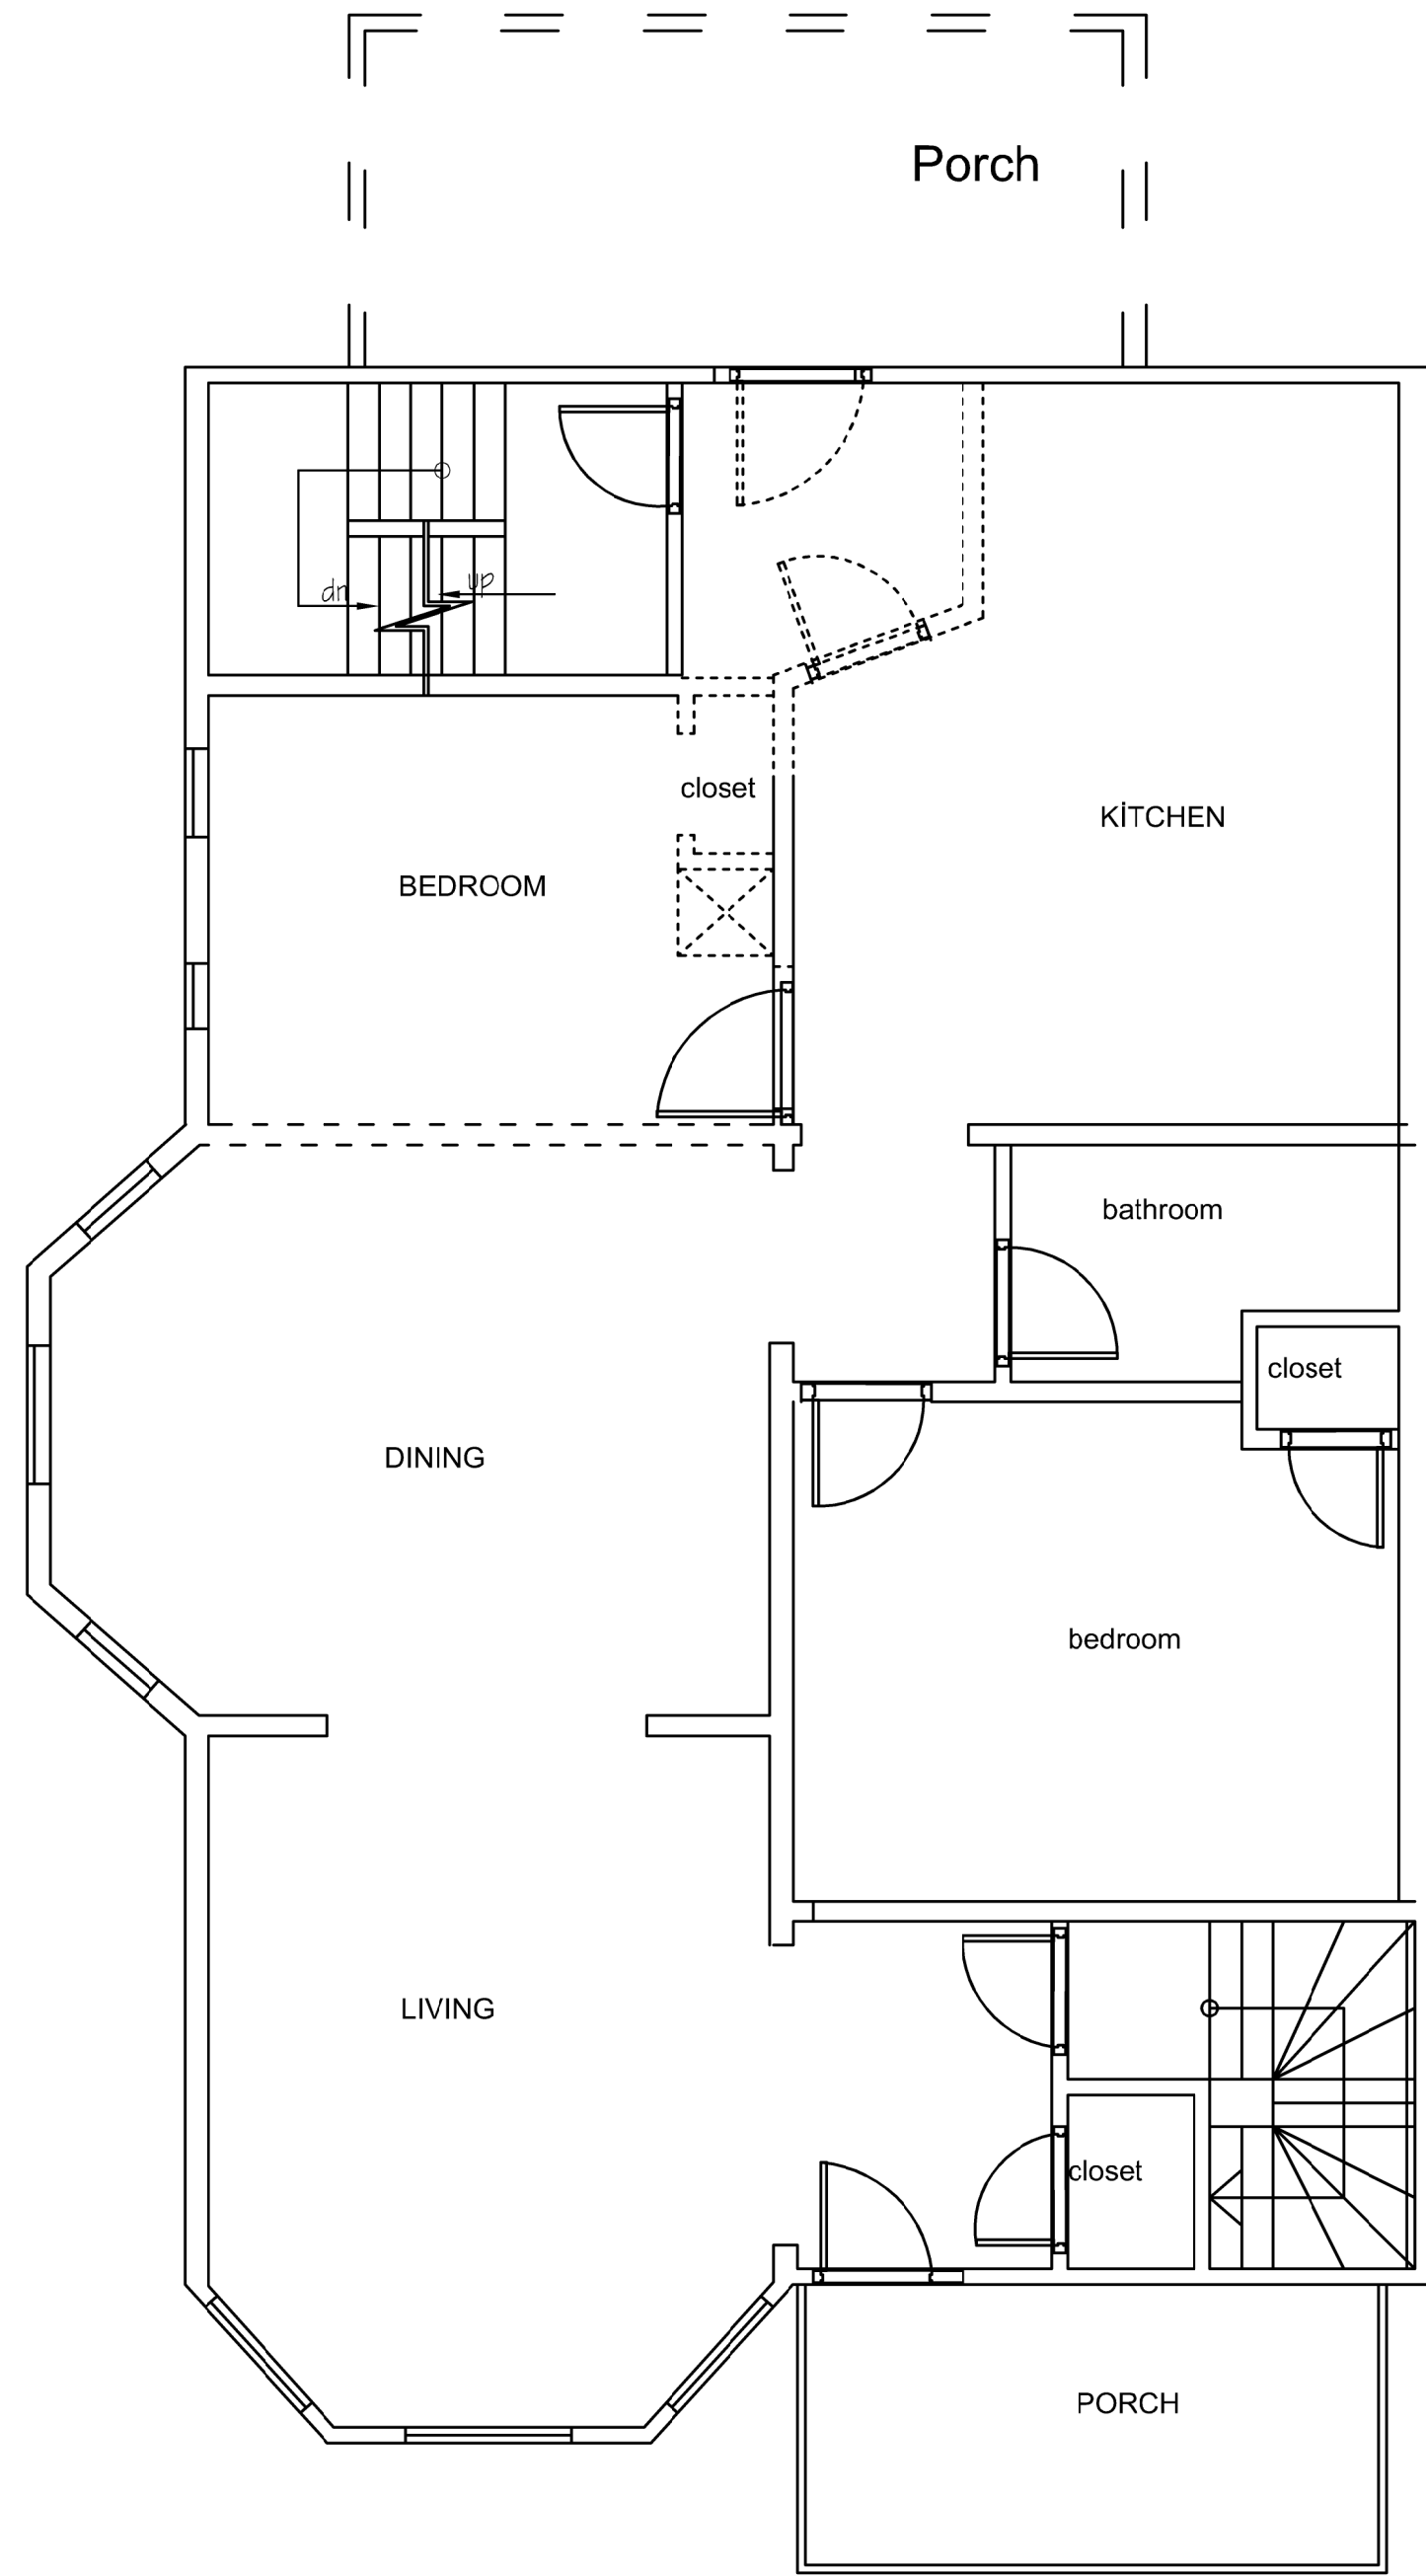 Porch
dn
up
closet
KİTCHEN
BEDROOM
bathroom
closet
DINING
bedroom
LIVING
closet
PORCH